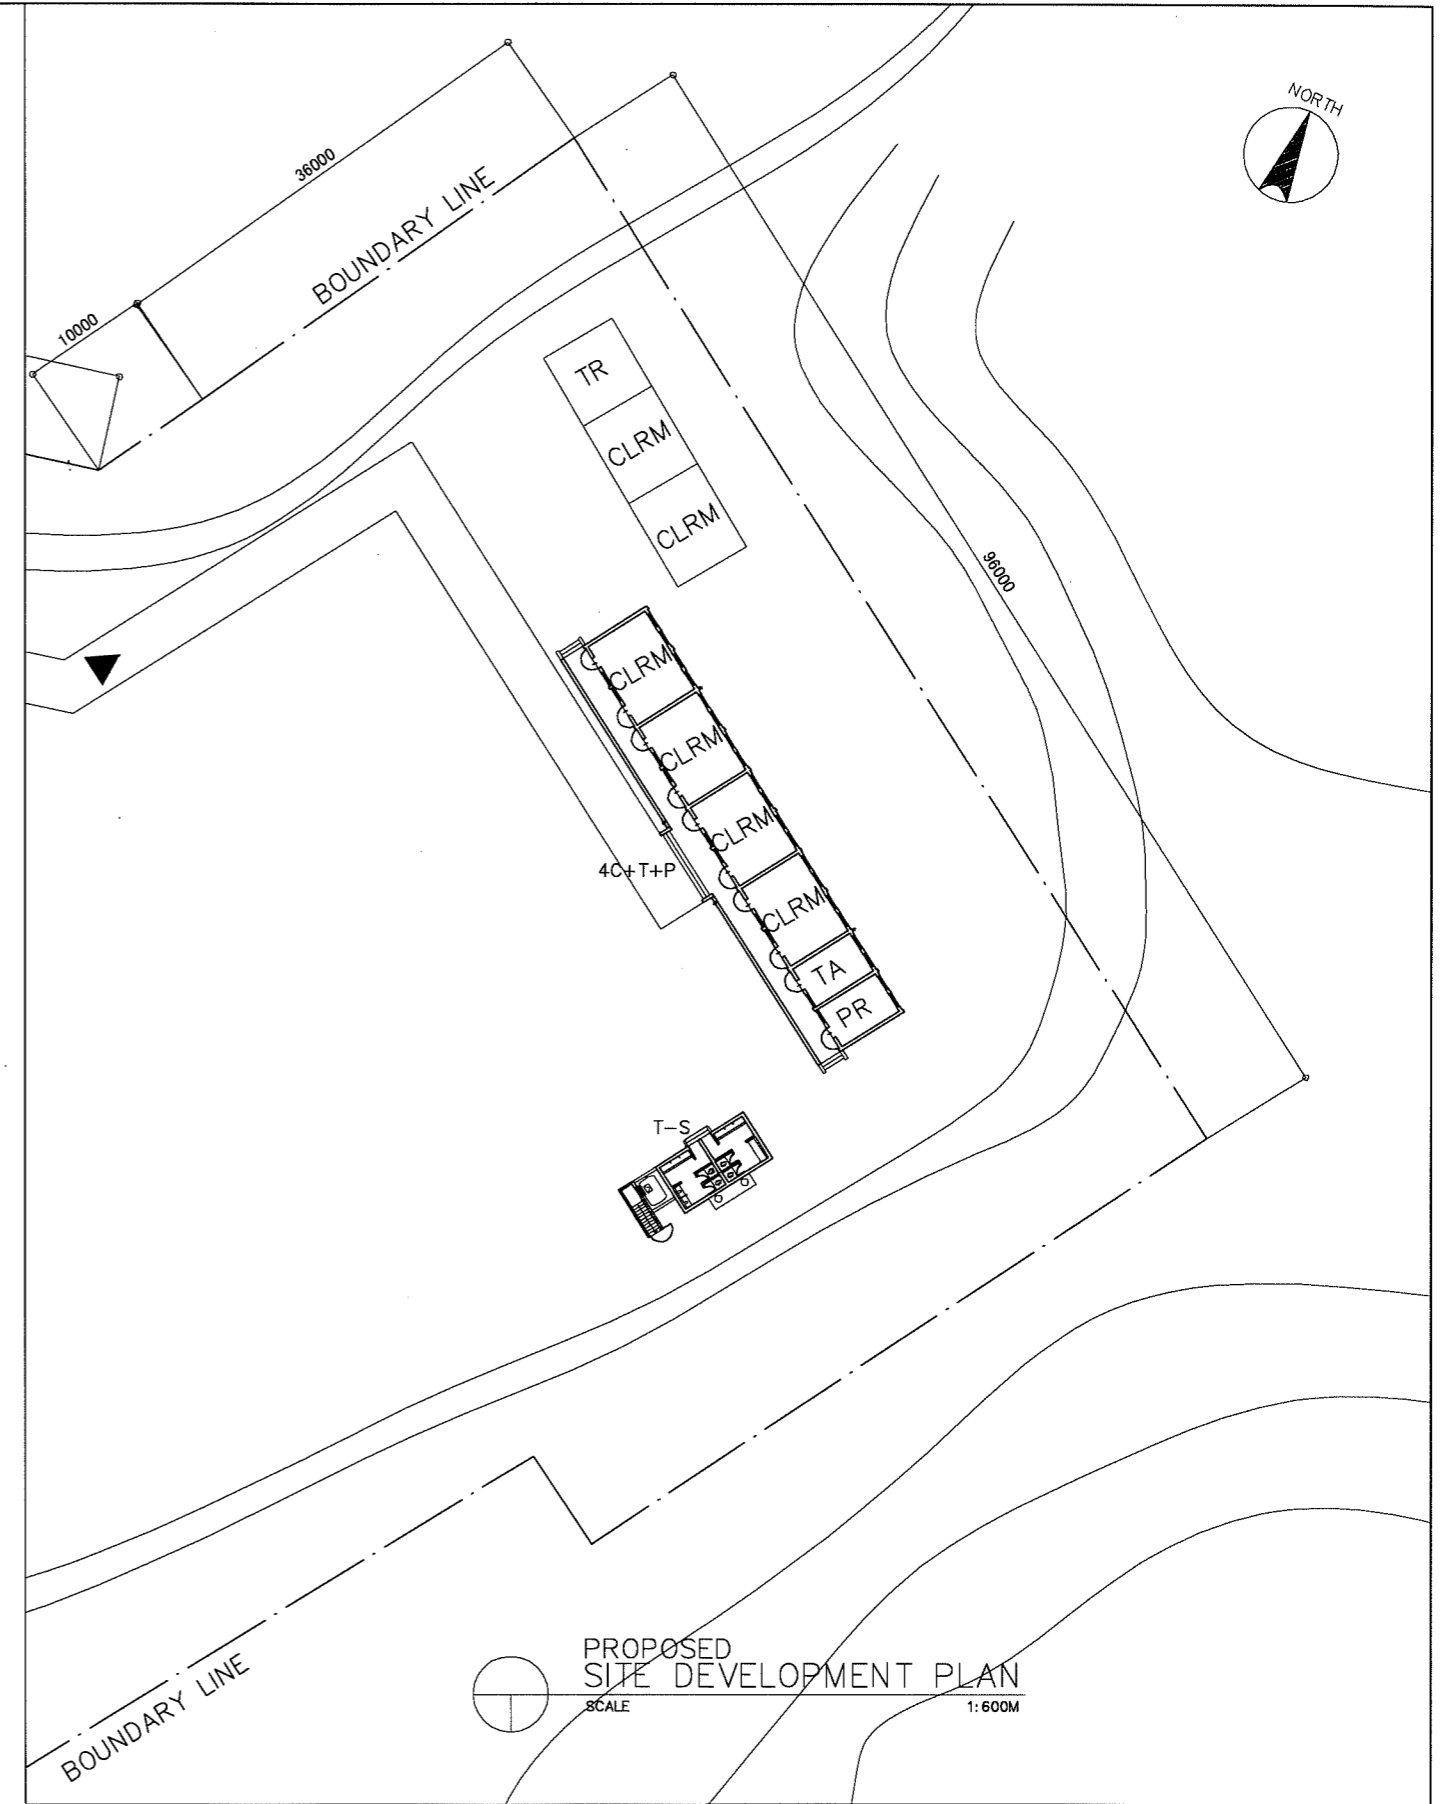 NORTH
36000
BOUNDARY LINE
10000
TR
CLRM
CLRM
96000
CLRM
CLRM
CLRM
4C+T+P
CLRM
TA
PR
T-S
PROPOSED
SITE DEVELOPMENT PLAN
SCALE 1:600M
BOUNDARY LINE